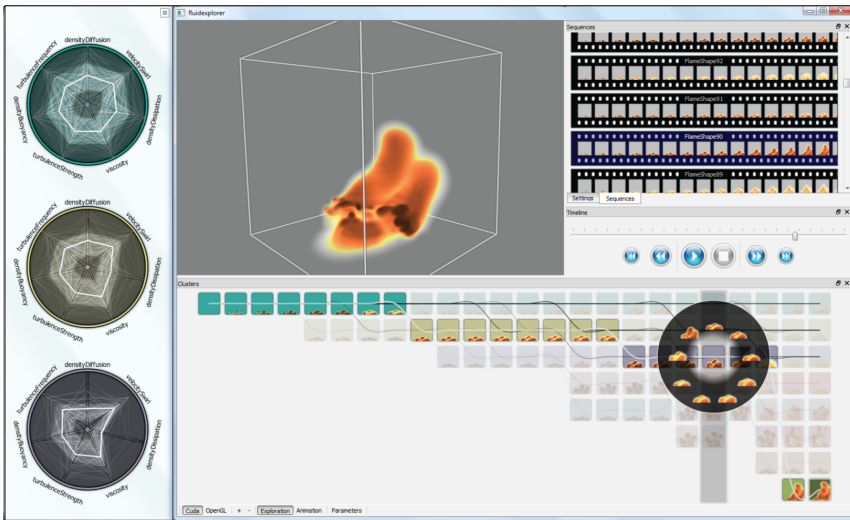 fluidexplorer
densityDiffusion
turbulenceFrequency
velocitySwirl
densityBuoyancy
densityDissipation
turbulenceStrength
viscosity
densityDiffusion
turbulenceFrequency
velocitySwirl
densityBuoyancy
densityDissipation
turbulenceStrength
viscosity
densityDiffusion
turbulenceFrequency
velocitySwirl
densityBuoyancy
densityDissipation
turbulenceStrength
viscosity
Sequences
FlameShape92
FlameShape91
FlameShape90
FlameShape89
Settings Sequences
Timeline
Clusters
Cuda OpenGL + - Exploration Animation Parameters